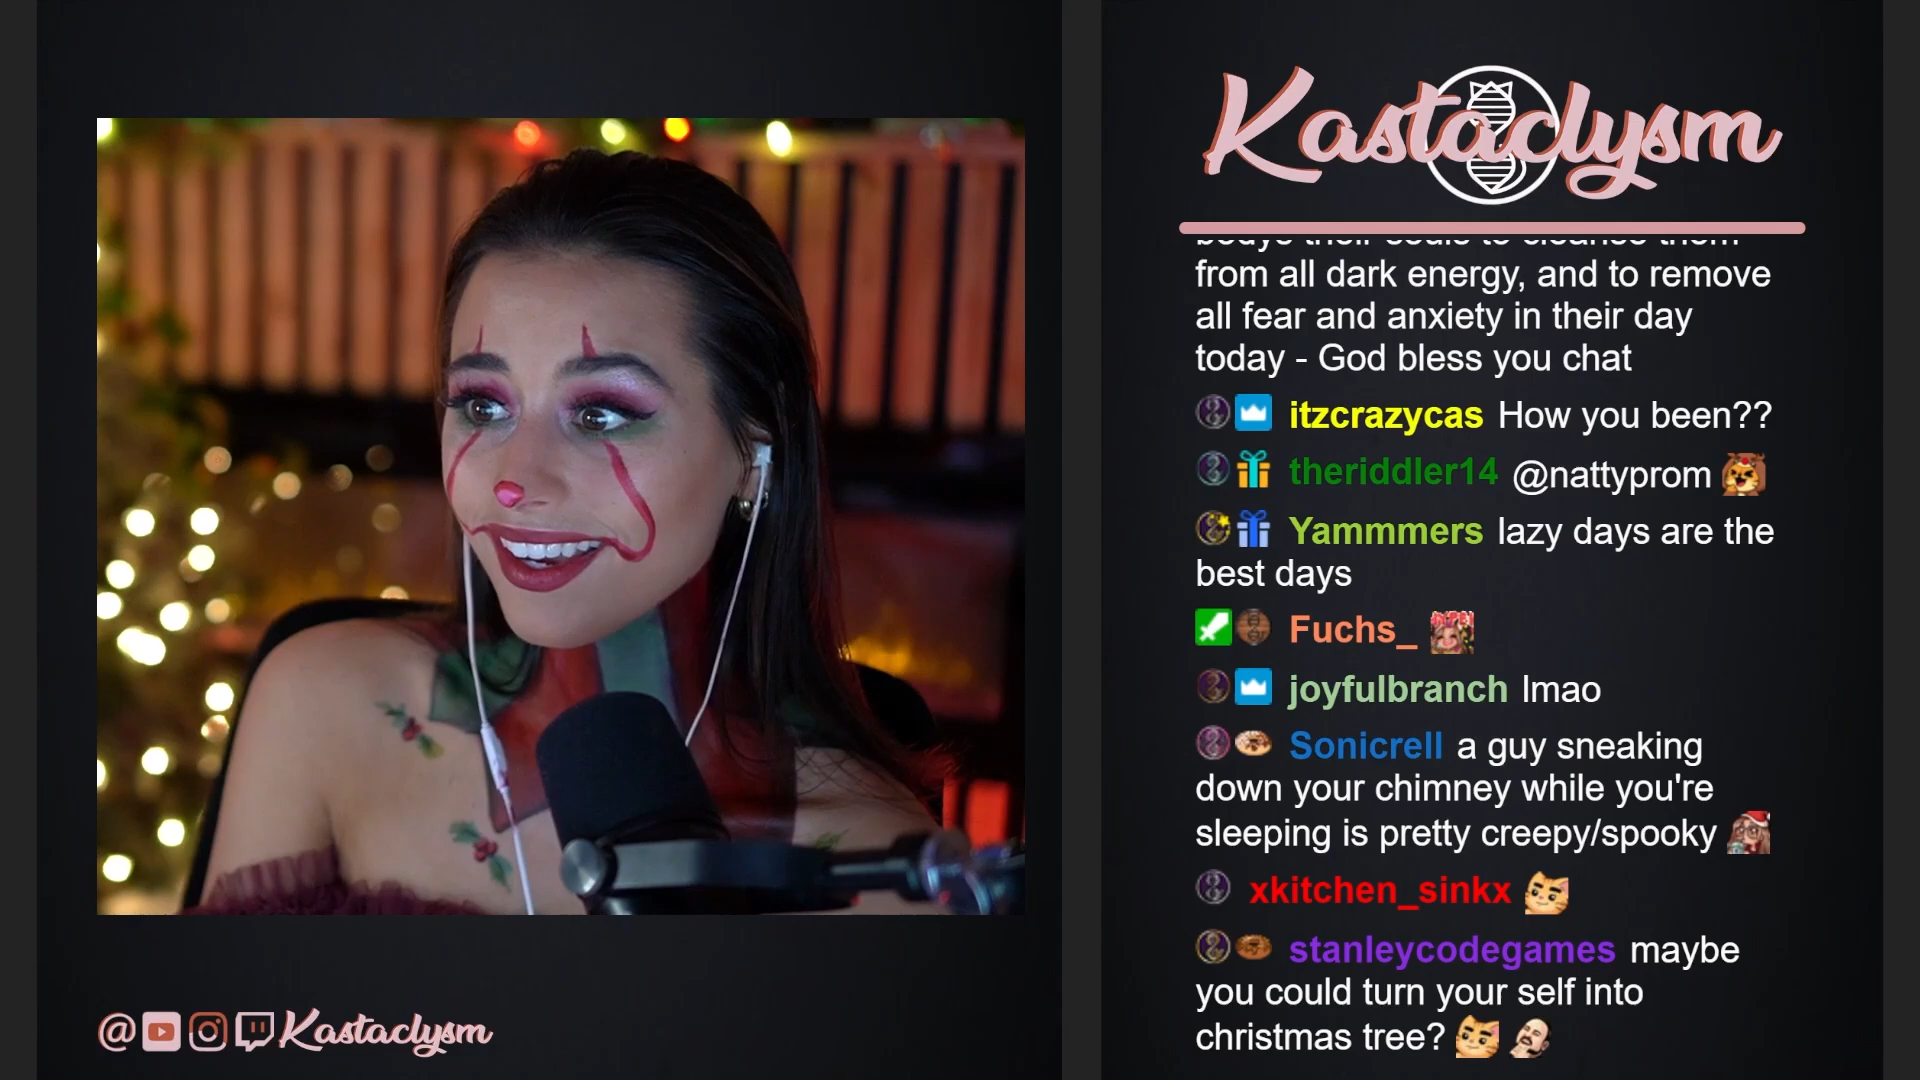 Kastaclysm
from all dark energy, and to remove
all fear and anxiety in their day
today - God bless you chat
itzcrazycas How you been??
theriddler14 @nattyprom
Yammmers lazy days are the
best days
Fuchs_
joyfulbranch lmao
Sonicrell a guy sneaking
down your chimney while you're
sleeping is pretty creepy/spooky
xkitchen_sinkx
stanleycodegames maybe
you could turn your self into
christmas tree?
@ Kastaclysm